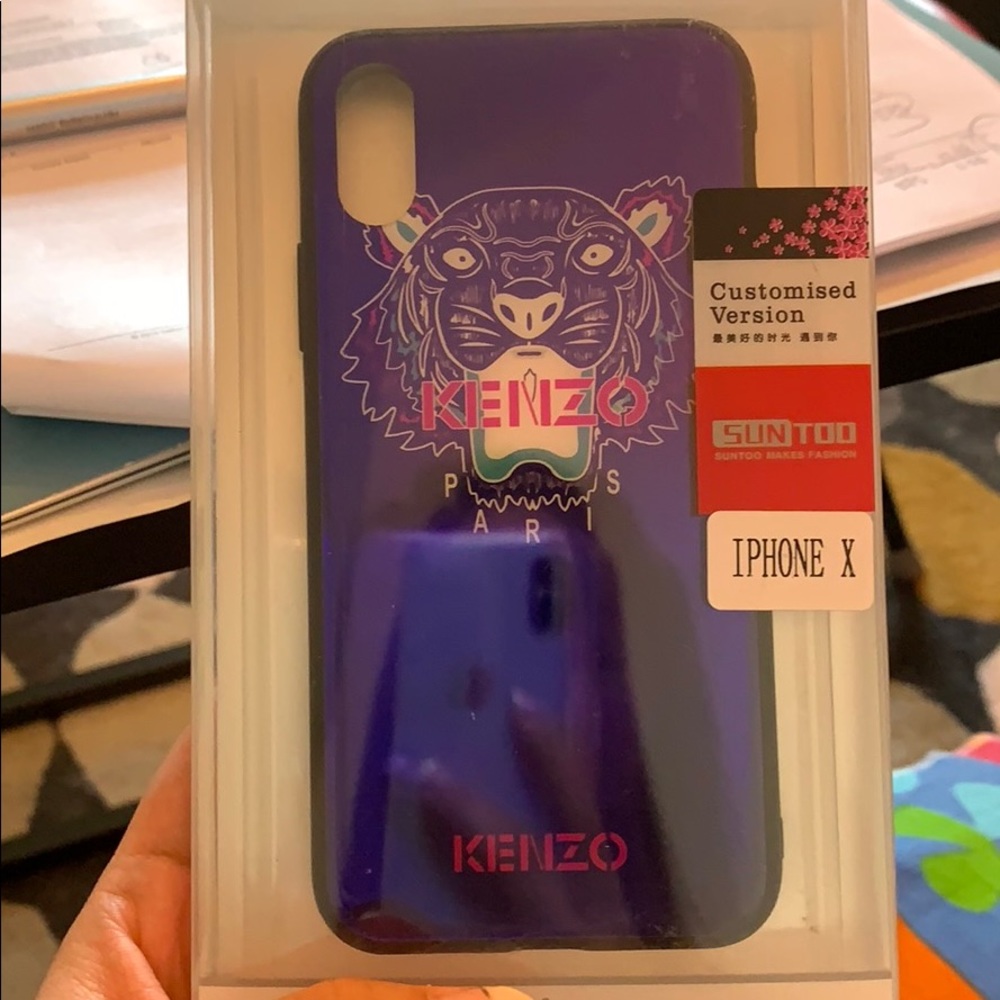 KENZO
P S
A R I
KENZO
Customised
Version
最美好的时光 遇到你
SUNTOO
SUNTOO MAKES FASHION
IPHONE X